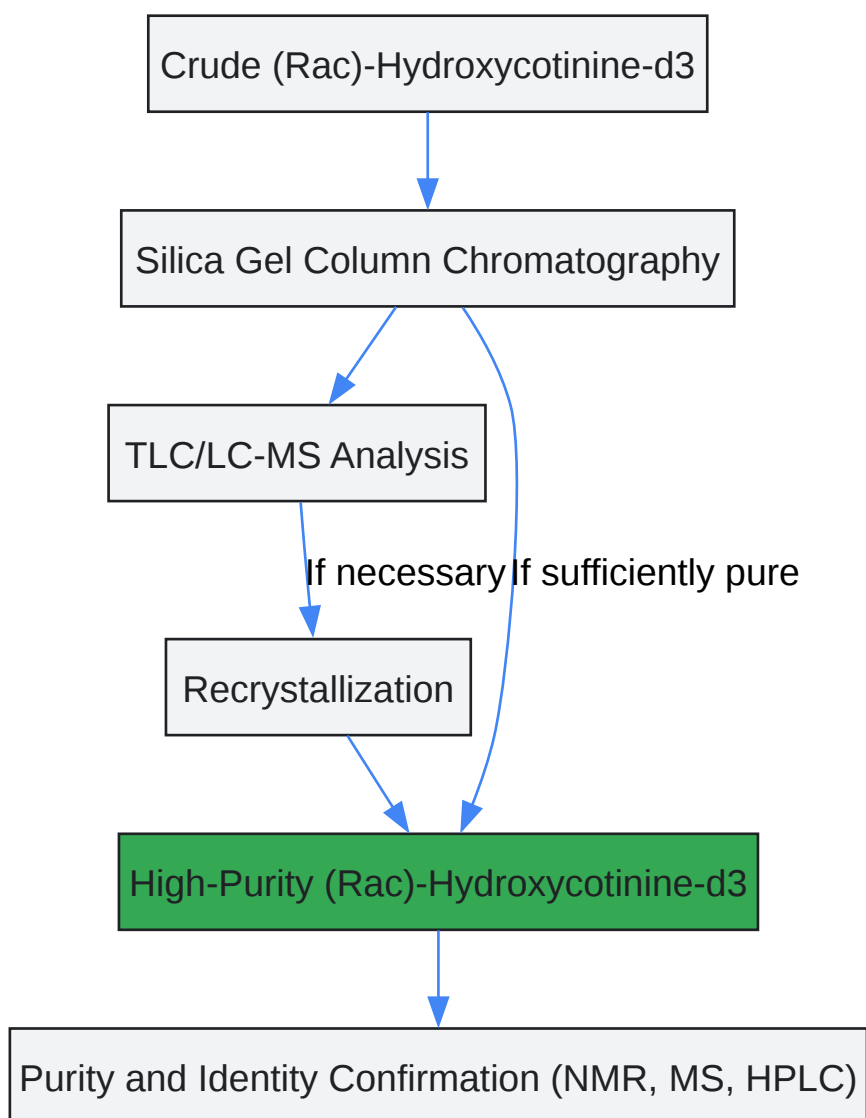 Crude (Rac)-Hydroxycotinine-d3
Silica Gel Column Chromatography
TLC/LC-MS Analysis
If necessary
If sufficiently pure
Recrystallization
High-Purity (Rac)-Hydroxycotinine-d3
Purity and Identity Confirmation (NMR, MS, HPLC)